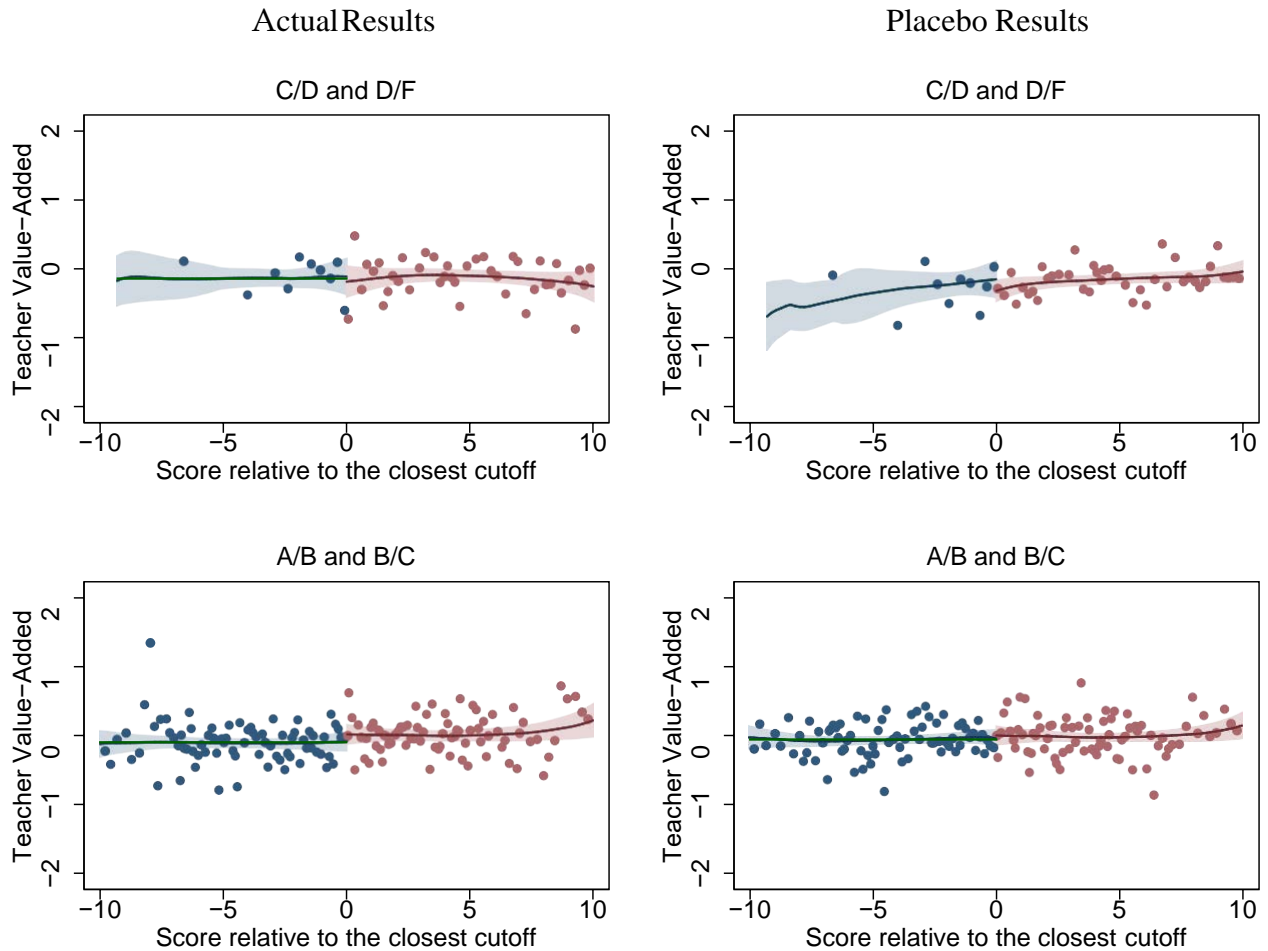 Actual Results
Placebo Results
C/D and D/F
Teacher Value−Added
2
1
0
−1
−2
−10
−5
0
5
10
Score relative to the closest cutoff
C/D and D/F
Teacher Value−Added
2
1
0
−1
−2
−10
−5
0
5
10
Score relative to the closest cutoff
A/B and B/C
Teacher Value−Added
2
1
0
−1
−2
−10
−5
0
5
10
Score relative to the closest cutoff
A/B and B/C
Teacher Value−Added
2
1
0
−1
−2
−10
−5
0
5
10
Score relative to the closest cutoff